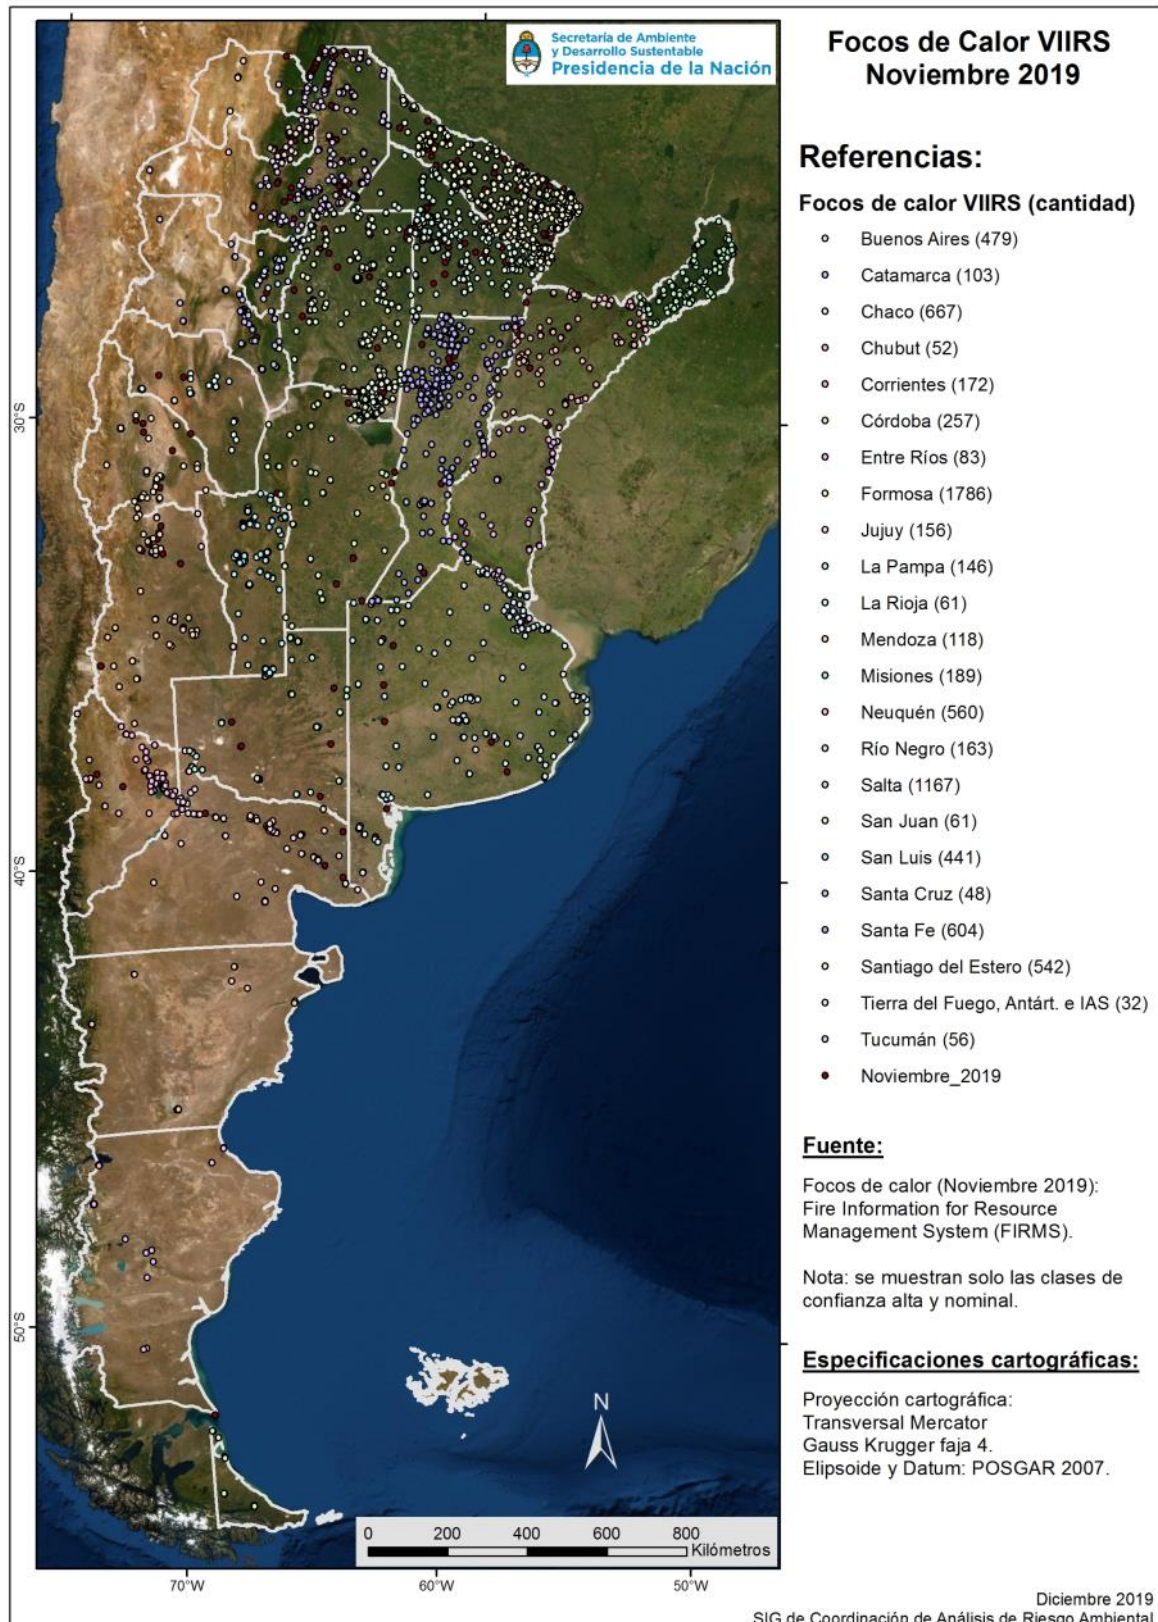 Secretaría de Ambiente
y Desarrollo Sustentable
Presidencia de la Nación
Focos de Calor VIIRS
Noviembre 2019
Referencias:
Focos de calor VIIRS (cantidad)
Buenos Aires (479)
Catamarca (103)
Chaco (667)
Chubut (52)
Corrientes (172)
Córdoba (257)
Entre Ríos (83)
Formosa (1786)
Jujuy (156)
La Pampa (146)
La Rioja (61)
Mendoza (118)
Misiones (189)
Neuquén (560)
Río Negro (163)
Salta (1167)
San Juan (61)
San Luis (441)
Santa Cruz (48)
Santa Fe (604)
Santiago del Estero (542)
Tierra del Fuego, Antárt. e IAS (32)
Tucumán (56)
Noviembre_2019
Fuente:
Focos de calor (Noviembre 2019):
Fire Information for Resource
Management System (FIRMS).
Nota: se muestran solo las clases de
confianza alta y nominal.
Especificaciones cartográficas:
Proyección cartográfica:
Transversal Mercator
Gauss Krugger faja 4.
Elipsoide y Datum: POSGAR 2007.
30°S
40°S
50°S
N
0 200 400 600 800
Kilómetros
70°W 60°W 50°W
Diciembre 2019
SIG de Coordinación de Análisis de Riesgo Ambiental